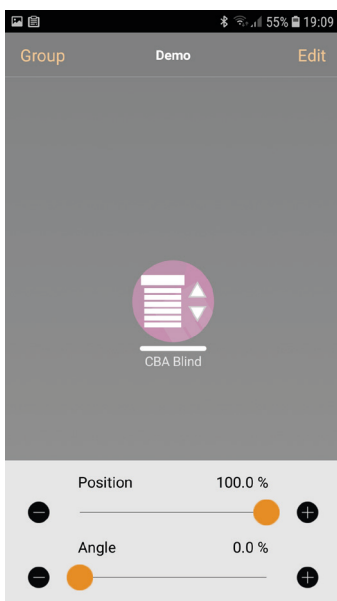 55% 19:09
Group Demo Edit
CBA Blind
Position 100.0 %
Angle 0.0 %